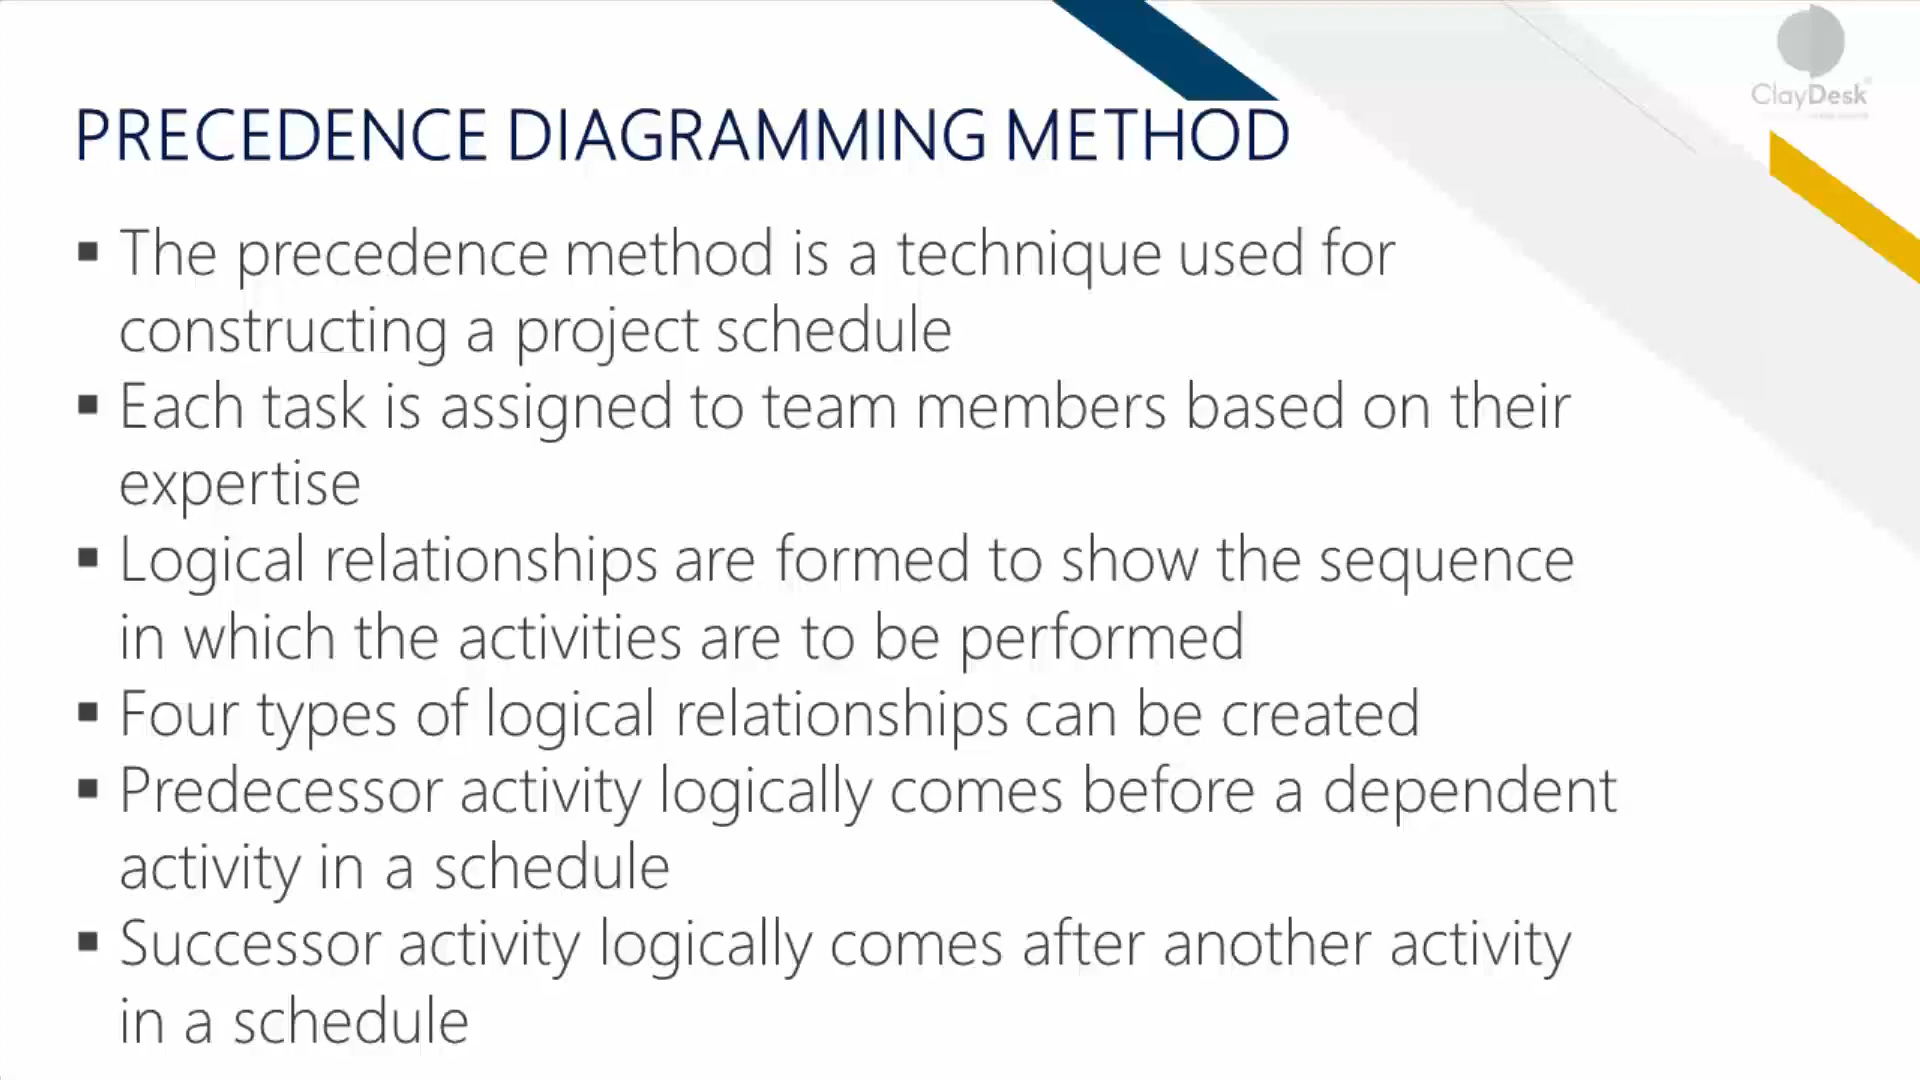 ClayDesk
PRECEDENCE DIAGRAMMING METHOD
▪ The precedence method is a technique used for
constructing a project schedule
▪ Each task is assigned to team members based on their
expertise
▪ Logical relationships are formed to show the sequence
in which the activities are to be performed
▪ Four types of logical relationships can be created
▪ Predecessor activity logically comes before a dependent
activity in a schedule
▪ Successor activity logically comes after another activity
in a schedule